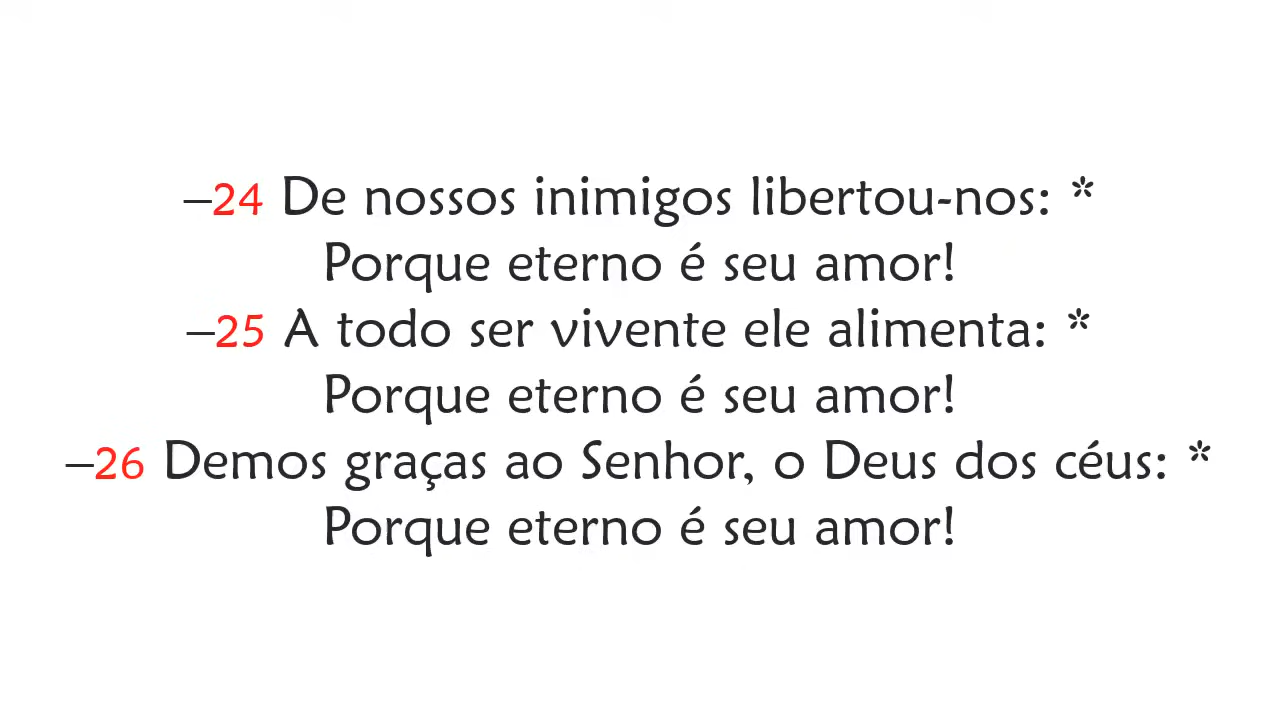 –24 De nossos inimigos libertou-nos: *
Porque eterno é seu amor!
–25 A todo ser vivente ele alimenta: *
Porque eterno é seu amor!
–26 Demos graças ao Senhor, o Deus dos céus: *
Porque eterno é seu amor!